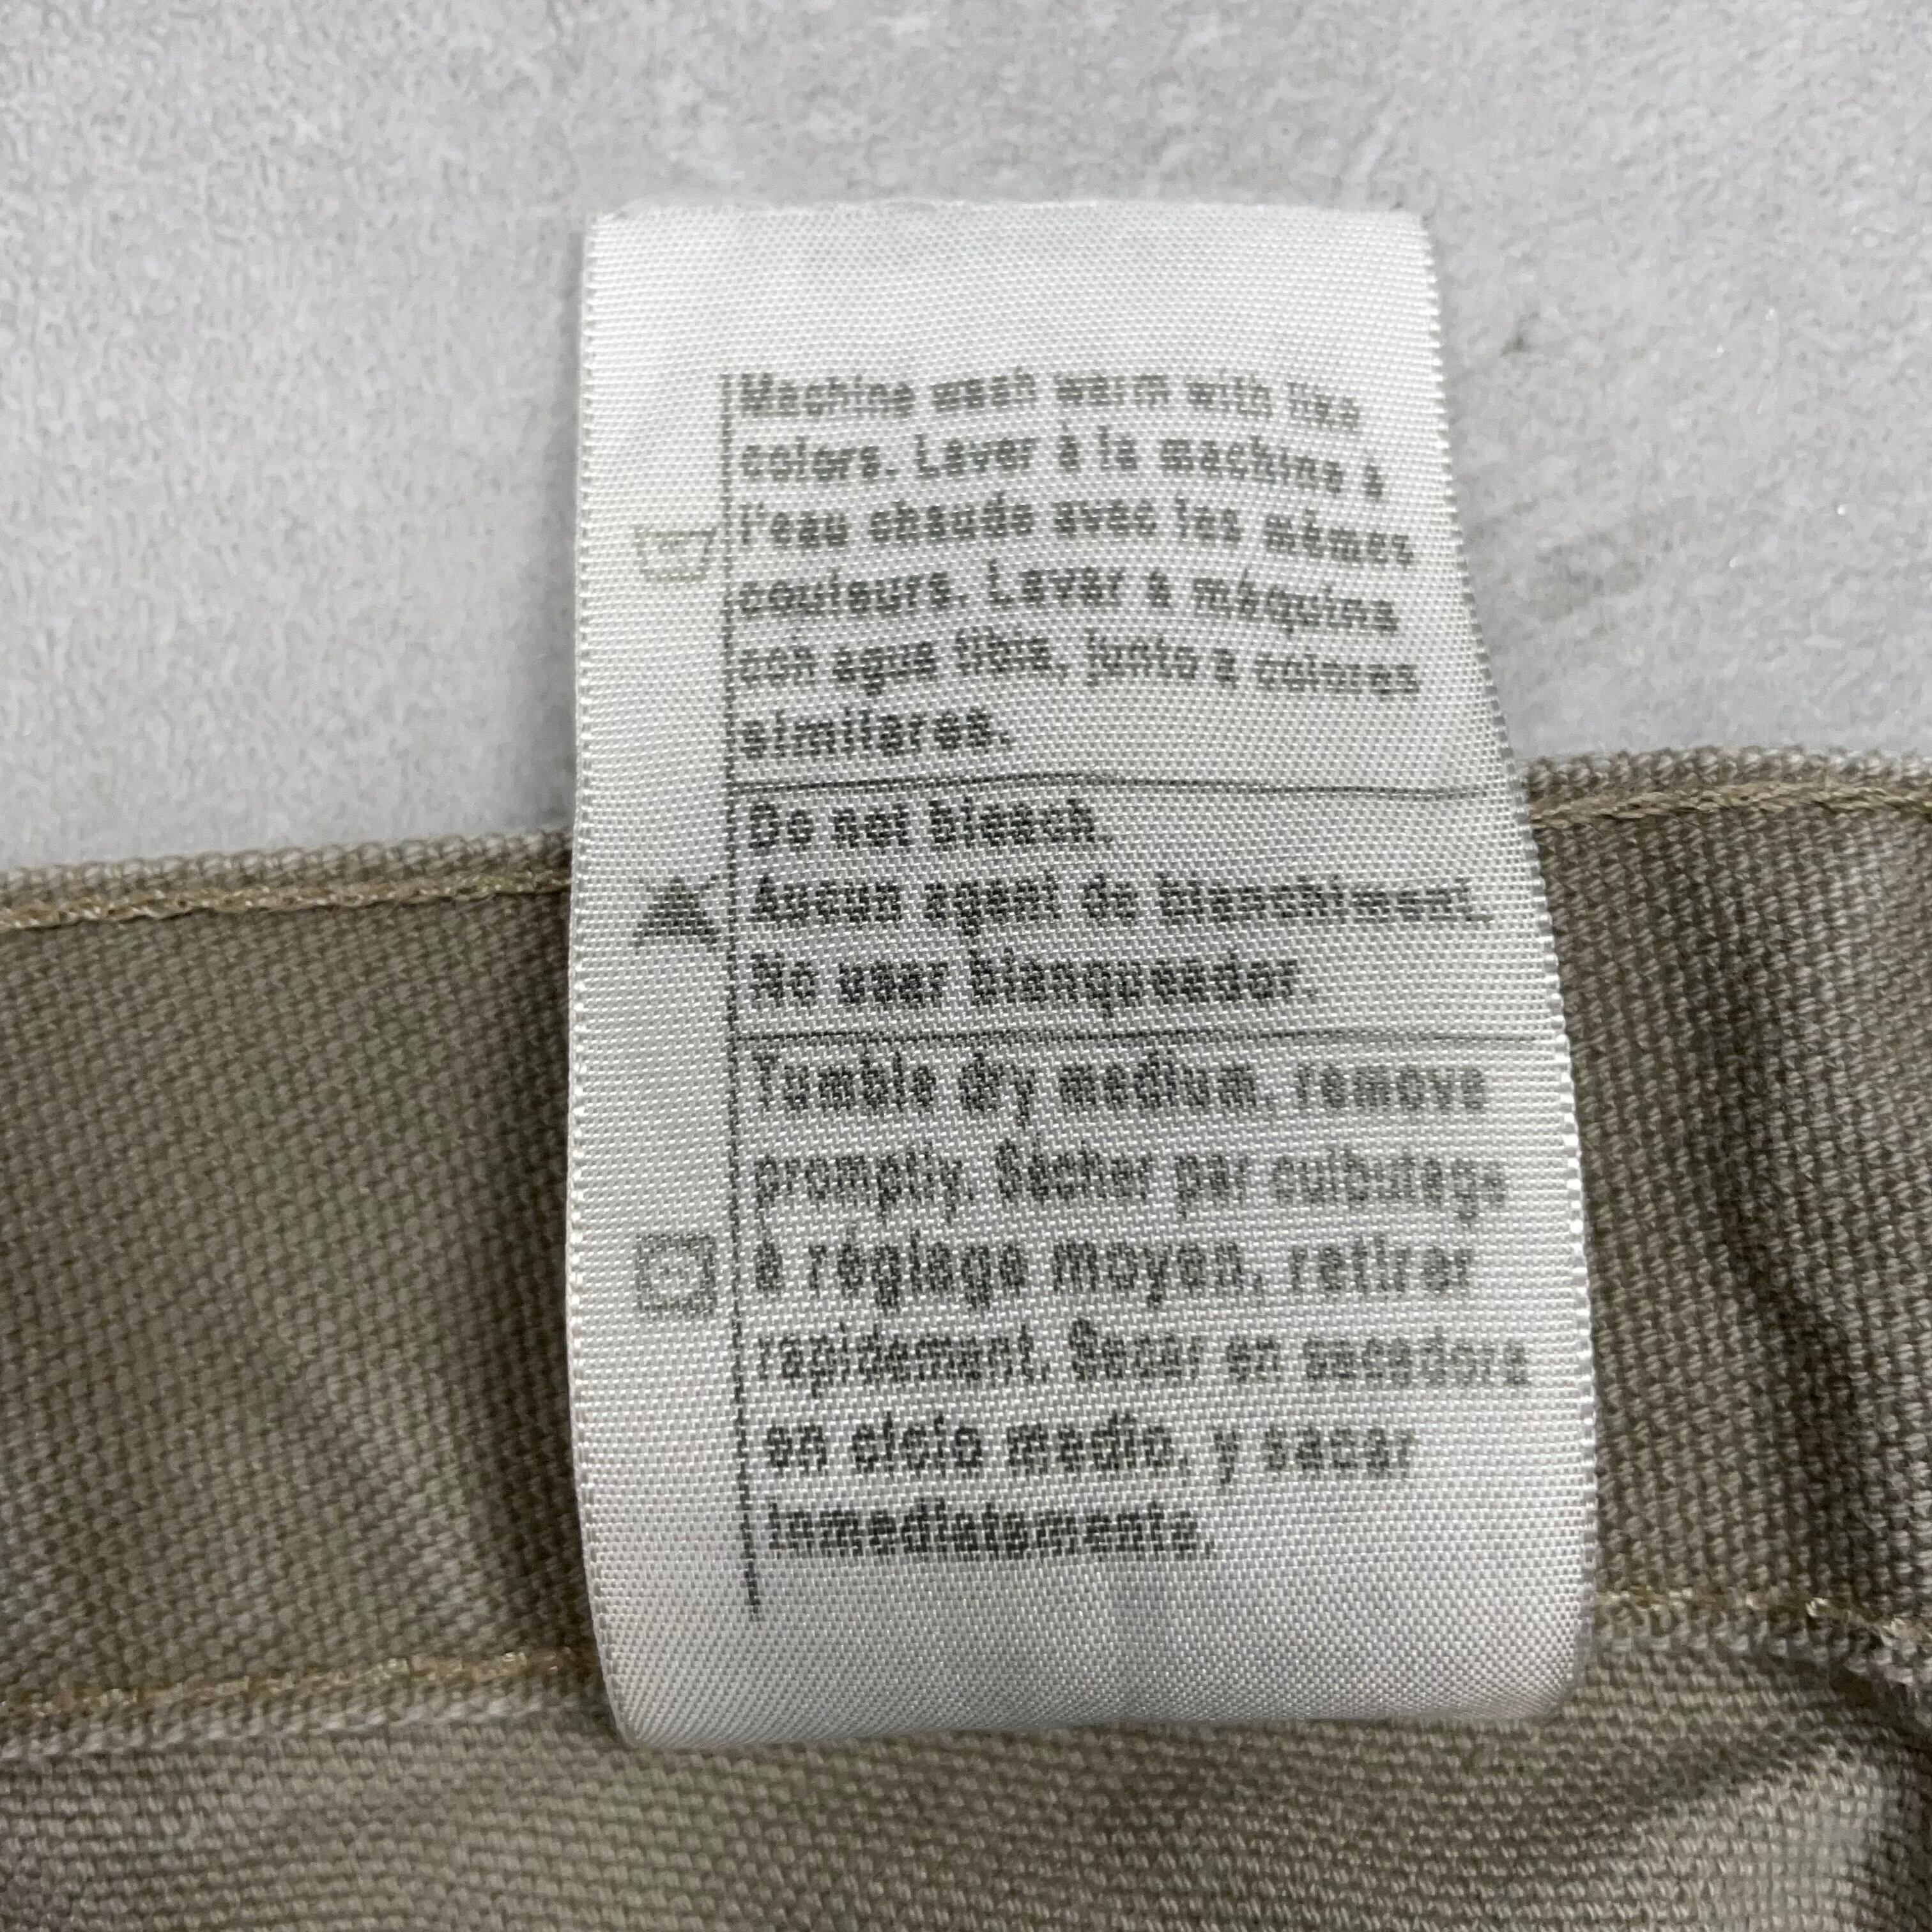 Machine wash warm with like
colors. Laver à la machine à
l'eau chaude avec les mêmes
couleurs. Lavar a máquina
con agua tibia, junto a colores
similares.
Do not bleach.
Aucun agent de blanchiment.
No usar blanqueador.
Tumble dry medium, remove
promptly. Sécher par culbutage
à réglage moyen, retirer
rapidement. Secar en secadora
en ciclo medio, y sacar
inmediatamente.